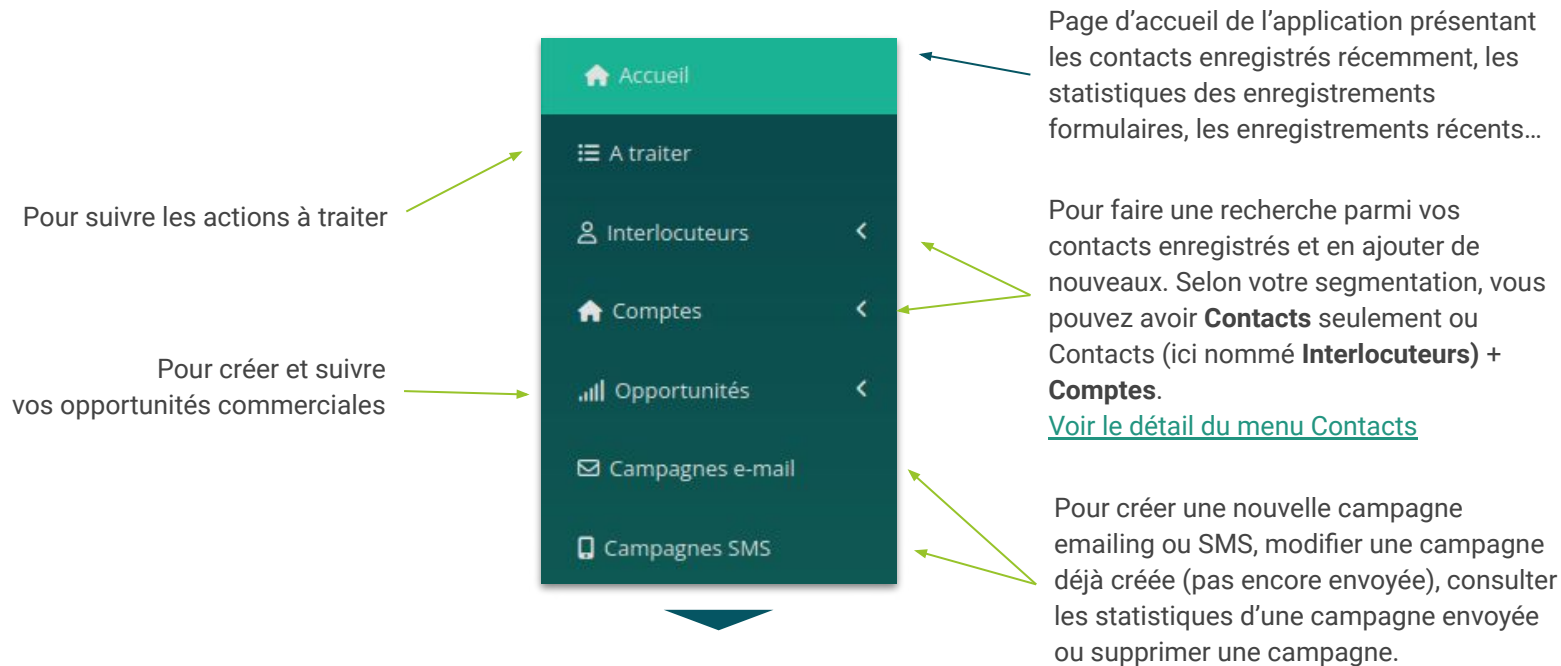 Page d’accueil de l’application présentant
les contacts enregistrés récemment, les
statistiques des enregistrements
formulaires, les enregistrements récents…
Accueil
A traiter
Pour suivre les actions à traiter
Interlocuteurs
Pour faire une recherche parmi vos
contacts enregistrés et en ajouter de
nouveaux. Selon votre segmentation, vous
pouvez avoir Contacts seulement ou
Contacts (ici nommé Interlocuteurs) +
Comptes.
Voir le détail du menu Contacts
Comptes
Pour créer et suivre
vos opportunités commerciales
Opportunités
Campagnes e-mail
Campagnes SMS
Pour créer une nouvelle campagne
emailing ou SMS, modifier une campagne
déjà créée (pas encore envoyée), consulter
les statistiques d’une campagne envoyée
ou supprimer une campagne.